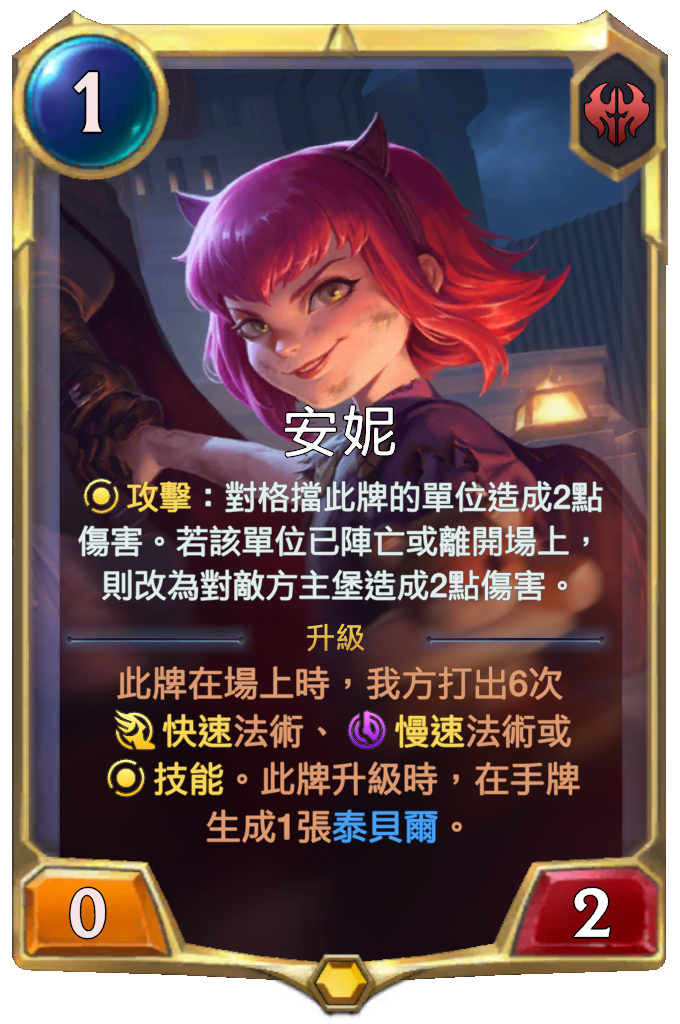 1
安妮
攻擊：對格擋此牌的單位造成2點
傷害。若該單位已陣亡或離開場上，
則改為對敵方主堡造成2點傷害。
升級
此牌在場上時，我方打出6次
快速法術、慢速法術或
技能。此牌升級時，在手牌
生成1張泰貝爾。
0
2